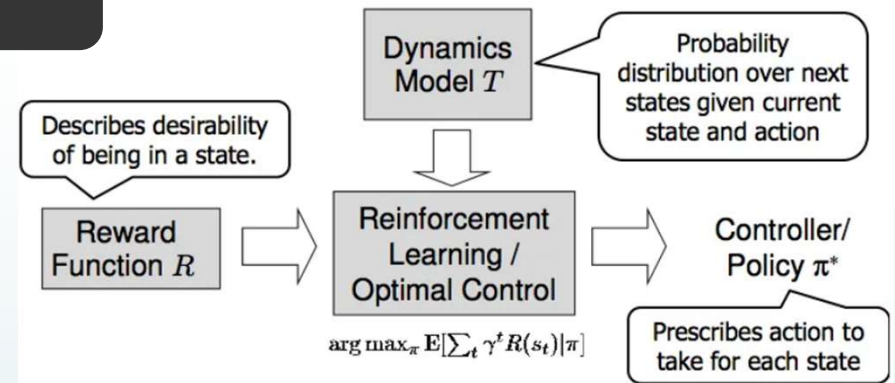 Dynamics
Model T
Probability
distribution over next
states given current
state and action
Describes desirability
of being in a state.
Reward
Function R
Reinforcement
Learning /
Optimal Control
Controller/
Policy π*
arg max_π E[∑_t γ^t R(s_t)|π]
Prescribes action to
take for each state